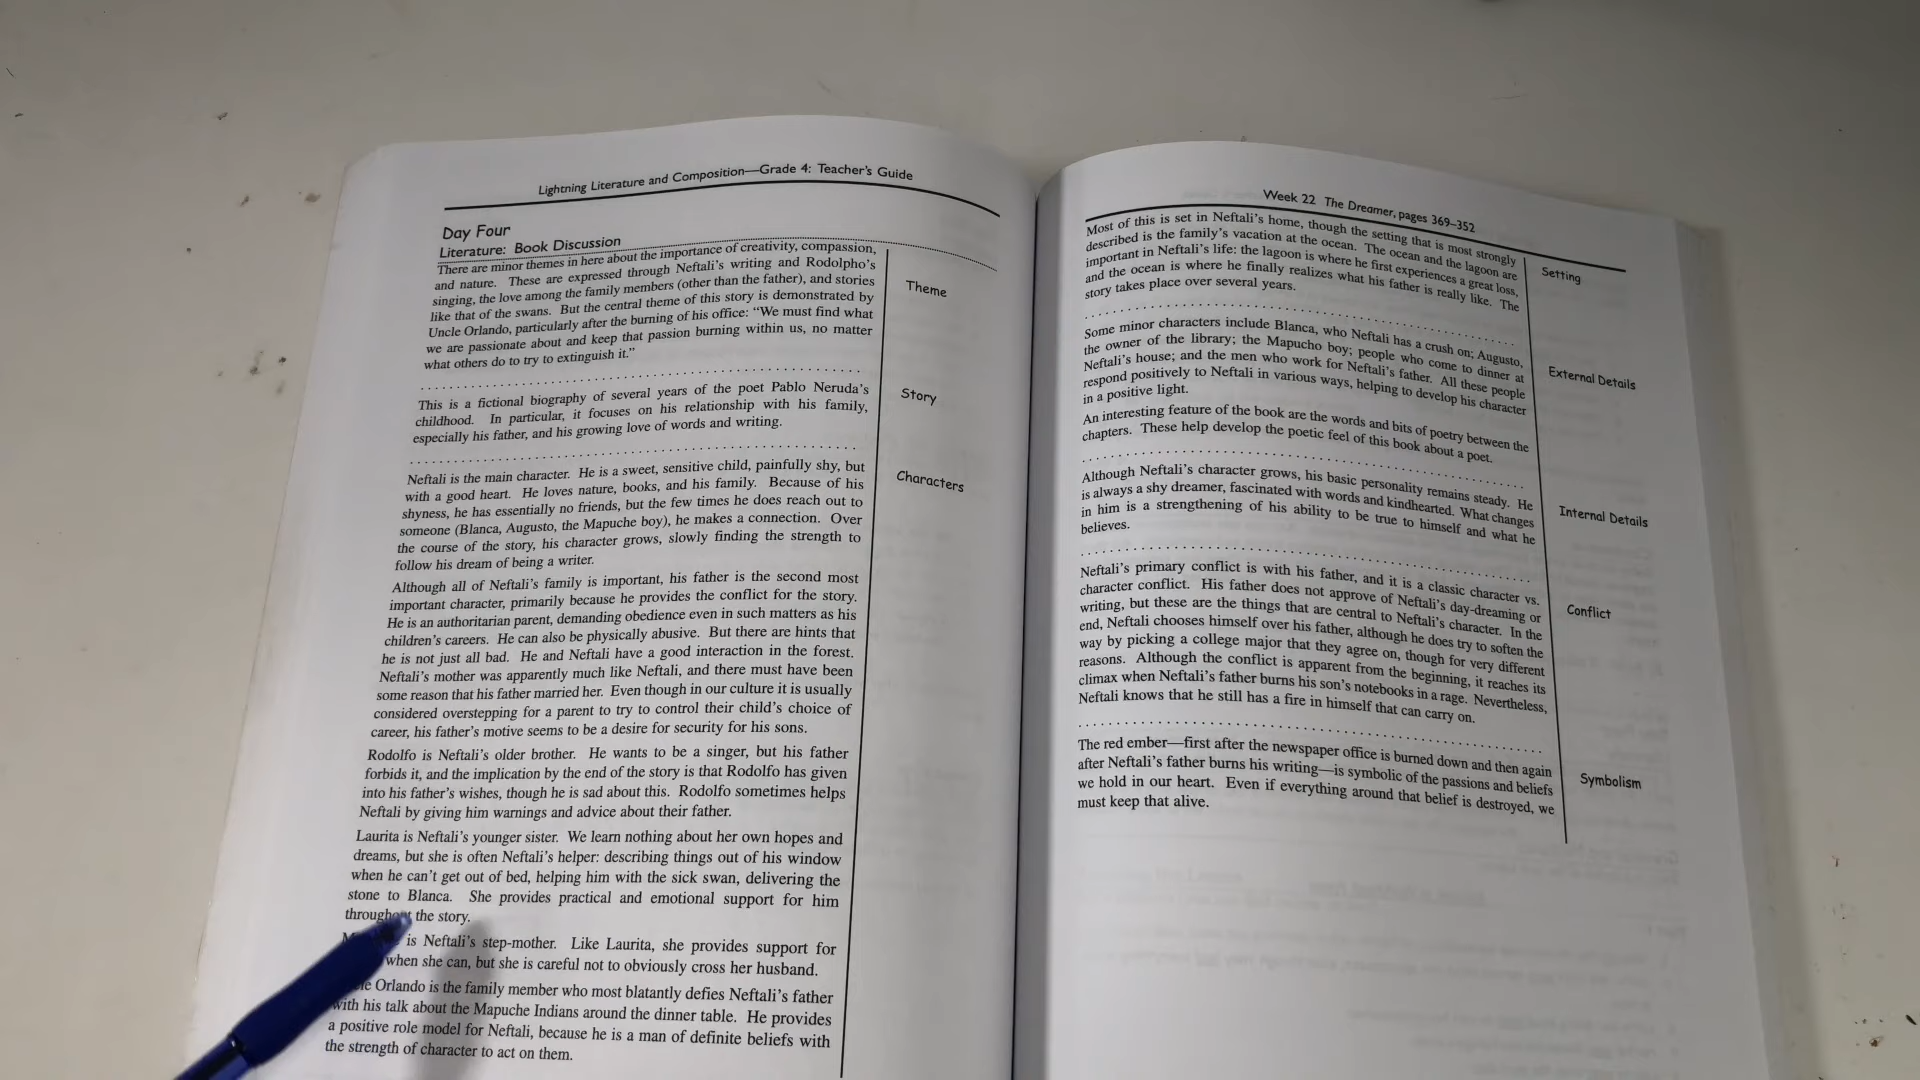 Lightning Literature and Composition—Grade 4: Teacher's Guide
Day Four
Literature: Book Discussion
There are minor themes in here about the importance of creativity, compassion,
and nature. These are expressed through Neftali's writing and Rodolpho's
singing, the love among the family members (other than the father), and stories
like that of the swans. But the central theme of this story is demonstrated by
Uncle Orlando, particularly after the burning of his office: "We must find what
we are passionate about and keep that passion burning within us, no matter
what others do to try to extinguish it."
Theme
This is a fictional biography of several years of the poet Pablo Neruda's
childhood. In particular, it focuses on his relationship with his family,
especially his father, and his growing love of words and writing.
Story
Neftali is the main character. He is a sweet, sensitive child, painfully shy, but
with a good heart. He loves nature, books, and his family. Because of his
shyness, he has essentially no friends, but the few times he does reach out to
someone (Blanca, Augusto, the Mapuche boy), he makes a connection. Over
the course of the story, his character grows, slowly finding the strength to
follow his dream of being a writer.
Characters
Although all of Neftali's family is important, his father is the second most
important character, primarily because he provides the conflict for the story.
He is an authoritarian parent, demanding obedience even in such matters as his
children's careers. He can also be physically abusive. But there are hints that
he is not just all bad. He and Neftali have a good interaction in the forest.
Neftali's mother was apparently much like Neftali, and there must have been
some reason that his father married her. Even though in our culture it is usually
considered overstepping for a parent to try to control their child's choice of
career, his father's motive seems to be a desire for security for his sons.
Rodolfo is Neftali's older brother. He wants to be a singer, but his father
forbids it, and the implication by the end of the story is that Rodolfo has given
into his father's wishes, though he is sad about this. Rodolfo sometimes helps
Neftali by giving him warnings and advice about their father.
Laurita is Neftali's younger sister. We learn nothing about her own hopes and
dreams, but she is often Neftali's helper: describing things out of his window
when he can't get out of bed, helping him with the sick swan, delivering the
stone to Blanca. She provides practical and emotional support for him
throughout the story.
is Neftali's step-mother. Like Laurita, she provides support for
when she can, but she is careful not to obviously cross her husband.
Orlando is the family member who most blatantly defies Neftali's father
with his talk about the Mapuche Indians around the dinner table. He provides
a positive role model for Neftali, because he is a man of definite beliefs with
the strength of character to act on them.
Week 22 The Dreamer, pages 369–352
Most of this is set in Neftali's home, though the setting that is most strongly
described is the family's vacation at the ocean. The ocean and the lagoon are
important in Neftali's life: the lagoon is where he first experiences a great loss,
and the ocean is where he finally realizes what his father is really like. The
story takes place over several years.
Setting
Some minor characters include Blanca, who Neftali has a crush on; Augusto,
the owner of the library; the Mapucho boy; people who come to dinner at
Neftali's house; and the men who work for Neftali's father. All these people
respond positively to Neftali in various ways, helping to develop his character
in a positive light.
External Details
An interesting feature of the book are the words and bits of poetry between the
chapters. These help develop the poetic feel of this book about a poet.
Although Neftali's character grows, his basic personality remains steady. He
is always a shy dreamer, fascinated with words and kindhearted. What changes
in him is a strengthening of his ability to be true to himself and what he
believes.
Internal Details
Neftali's primary conflict is with his father, and it is a classic character vs.
character conflict. His father does not approve of Neftali's day-dreaming or
writing, but these are the things that are central to Neftali's character. In the
end, Neftali chooses himself over his father, although he does try to soften the
way by picking a college major that they agree on, though for very different
reasons. Although the conflict is apparent from the beginning, it reaches its
climax when Neftali's father burns his son's notebooks in a rage. Nevertheless,
Neftali knows that he still has a fire in himself that can carry on.
Conflict
The red ember—first after the newspaper office is burned down and then again
after Neftali's father burns his writing—is symbolic of the passions and beliefs
we hold in our heart. Even if everything around that belief is destroyed, we
must keep that alive.
Symbolism